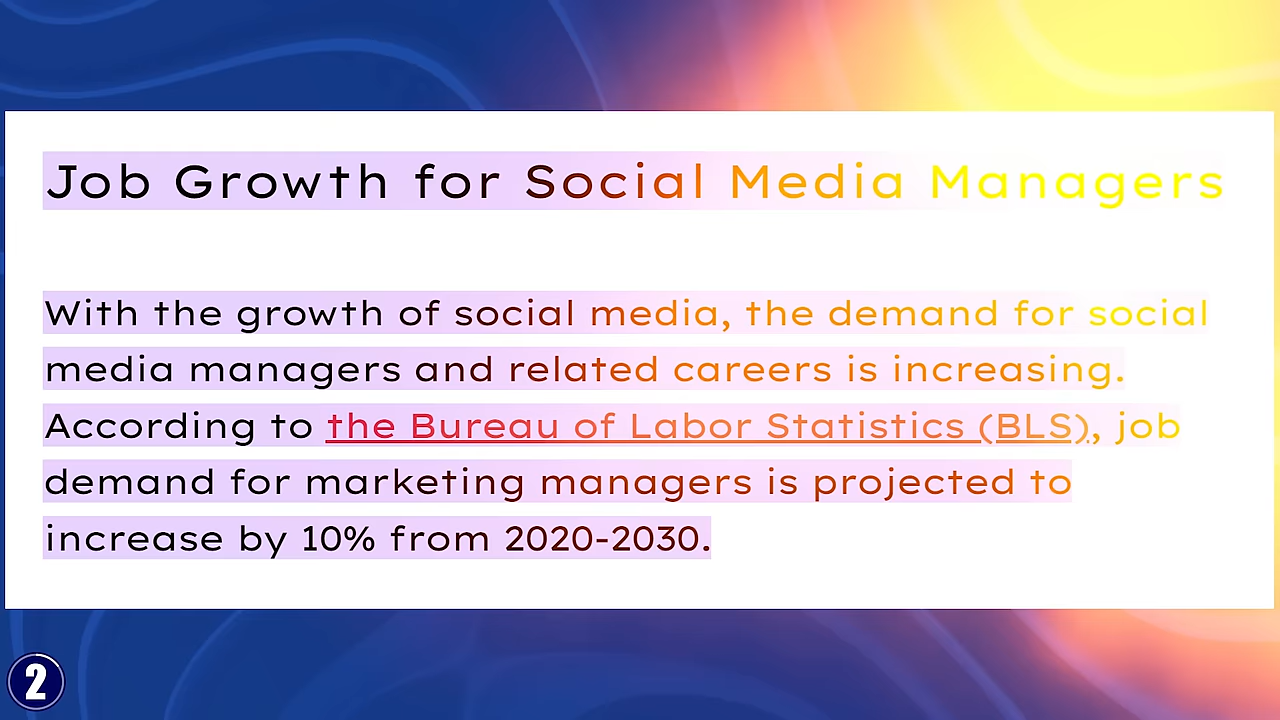 Job Growth for Social Media Managers
With the growth of social media, the demand for social
media managers and related careers is increasing.
According to the Bureau of Labor Statistics (BLS), job
demand for marketing managers is projected to
increase by 10% from 2020-2030.
2